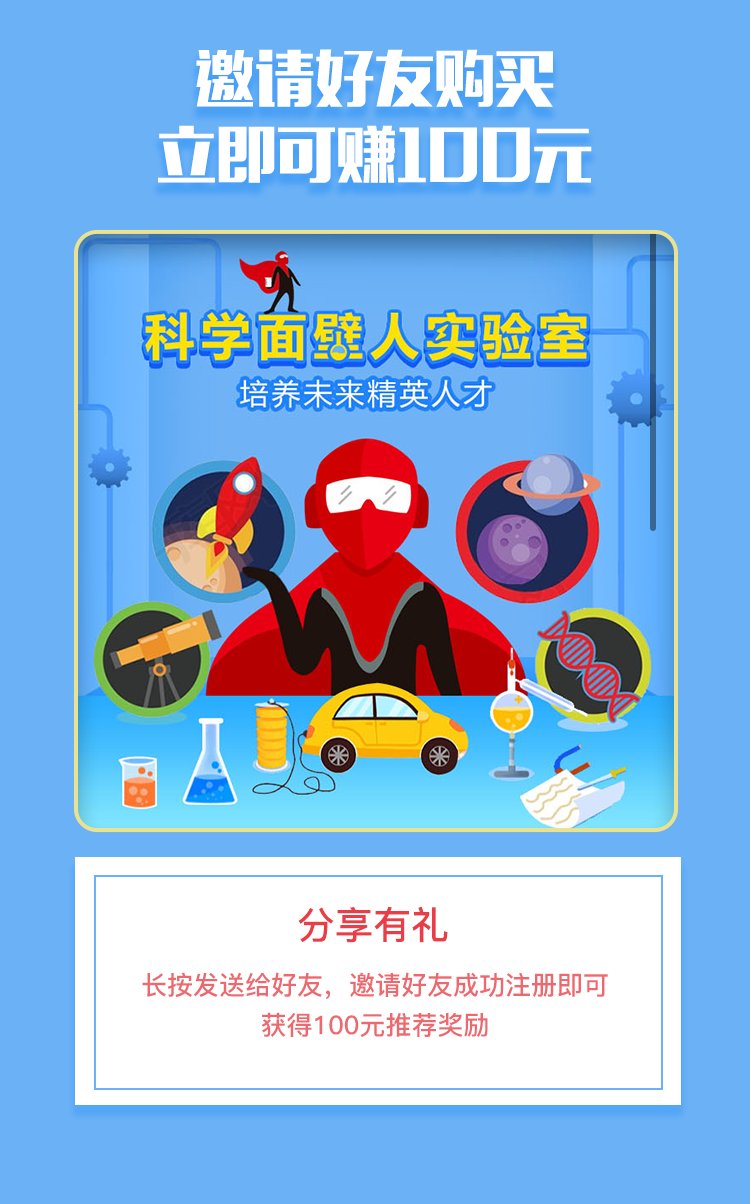 邀请好友购买
立即可赚100元
科学面壁人实验室
培养未来精英人才
分享有礼
长按发送给好友，邀请好友成功注册即可
获得100元推荐奖励